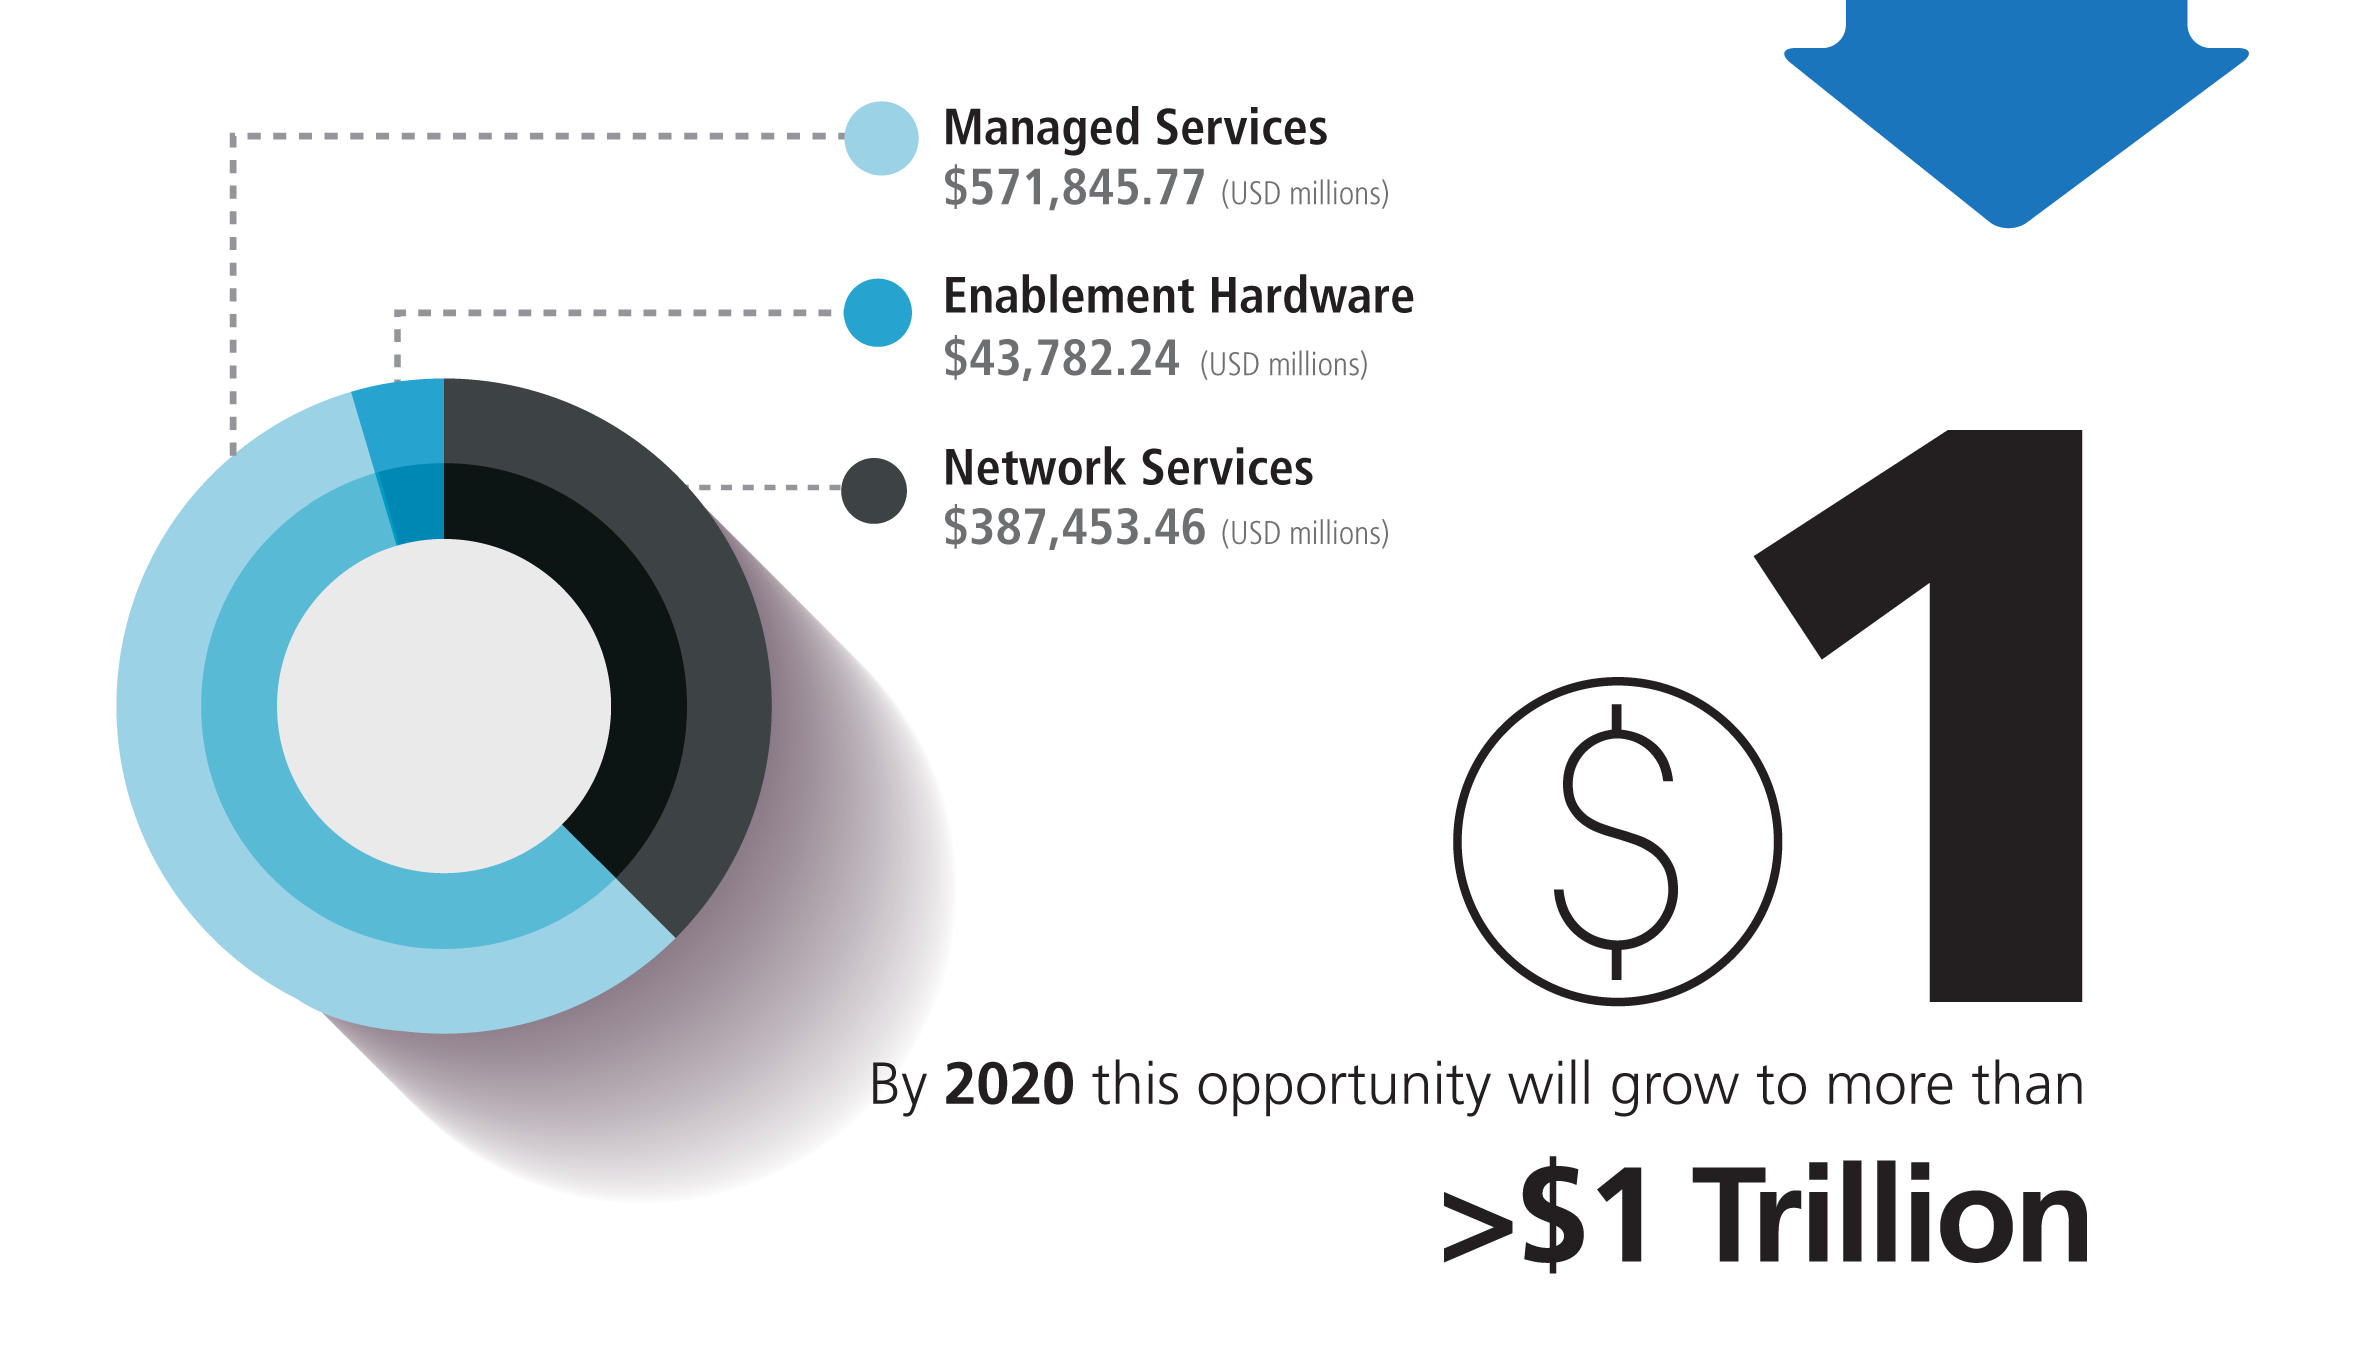 Managed Services
$571,845.77 (USD millions)
Enablement Hardware
$43,782.24 (USD millions)
Network Services
$387,453.46 (USD millions)
$1
By 2020 this opportunity will grow to more than
>$1 Trillion